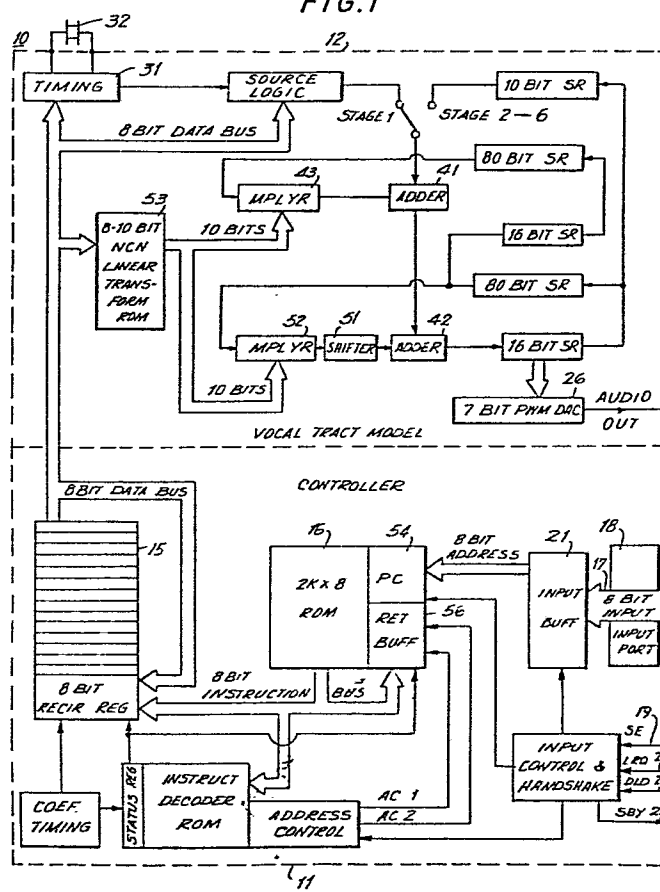 FIG.1
10
32
12
TIMING
31
SOURCE LOGIC
8 BIT DATA BUS
STAGE 1
STAGE 2-6
10 BIT SR
80 BIT SR
43
MPLYR
41
ADDER
53
8-10 BIT
NCN
LINEAR
TRANS-
FORM
ROM
10 BITS
16 BIT SR
80 BIT SR
52
MPLYR
51
SHIFTER
42
ADDER
16 BIT SR
10 BITS
26
7 BIT PWM DAC
AUDIO
OUT
VOCAL TRACT MODEL
CONTROLLER
8 BIT DATA BUS
15
8 BIT
RECIR REG
16
2K X 8
ROM
54
PC
56
RET
BUFF
8 BIT
ADDRESS
21
INPUT
BUFF
18
17
8 BIT
INPUT
INPUT
PORT
8 BIT
INSTRUCTION
BUS
19
SE
INPUT
CONTROL &
HANDSHAKE
COEF.
TIMING
STATUS REG
INSTRUCT
DECODER
ROM
ADDRESS
CONTROL
AC 1
AC 2
11